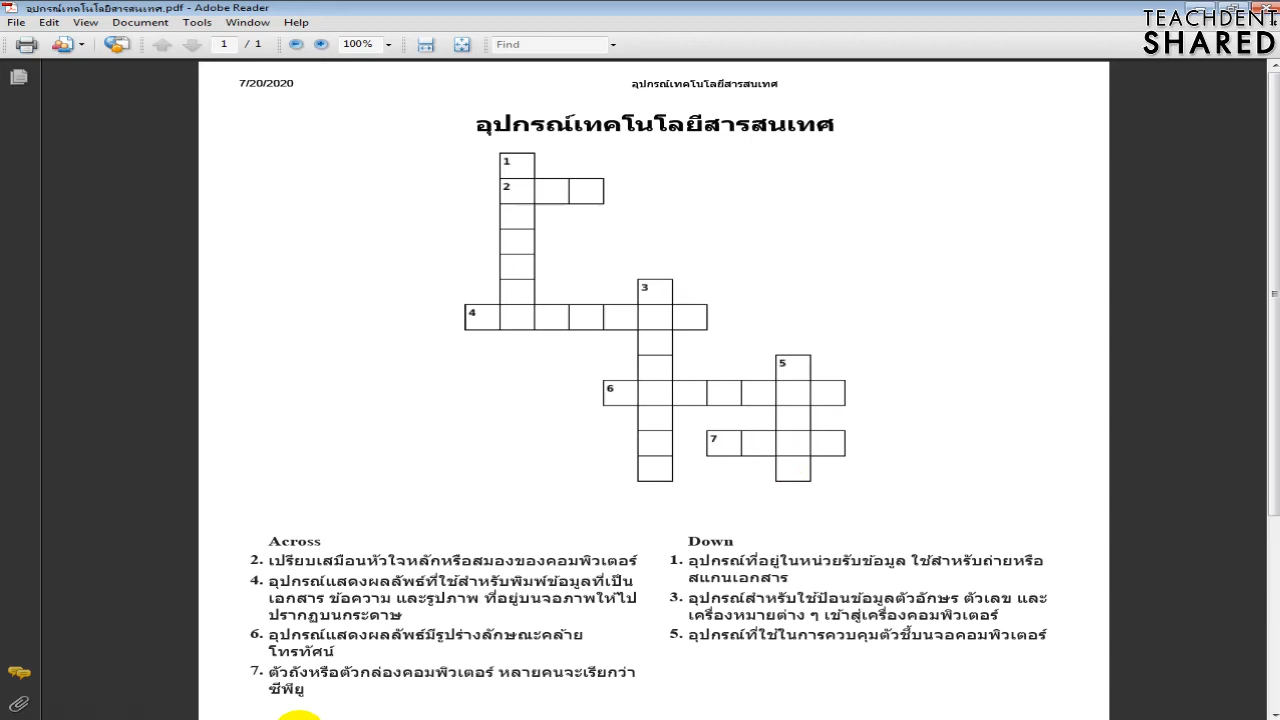 อุปกรณ์เทคโนโลยีสารสนเทศ.pdf - Adobe Reader
File Edit View Document Tools Window Help
TEACHDENT
SHARED
1 / 1 100% Find
7/20/2020 อุปกรณ์เทคโนโลยีสารสนเทศ
อุปกรณ์เทคโนโลยีสารสนเทศ
1
2
3
4
5
6
7
Across
2. เปรียบเสมือนหัวใจหลักหรือสมองของคอมพิวเตอร์
4. อุปกรณ์แสดงผลลัพธ์ที่ใช้สำหรับพิมพ์ข้อมูลที่เป็น
เอกสาร ข้อความ และรูปภาพ ที่อยู่บนจอภาพให้ไป
ปรากฏบนกระดาษ
6. อุปกรณ์แสดงผลลัพธ์มีรูปร่างลักษณะคล้าย
โทรทัศน์
7. ตัวถังหรือตัวกล่องคอมพิวเตอร์ หลายคนจะเรียกว่า
ซีพียู
Down
1. อุปกรณ์ที่อยู่ในหน่วยรับข้อมูล ใช้สำหรับถ่ายหรือ
สแกนเอกสาร
3. อุปกรณ์สำหรับใช้ป้อนข้อมูลตัวอักษร ตัวเลข และ
เครื่องหมายต่าง ๆ เข้าสู่เครื่องคอมพิวเตอร์
5. อุปกรณ์ที่ใช้ในการควบคุมตัวชี้บนจอคอมพิวเตอร์